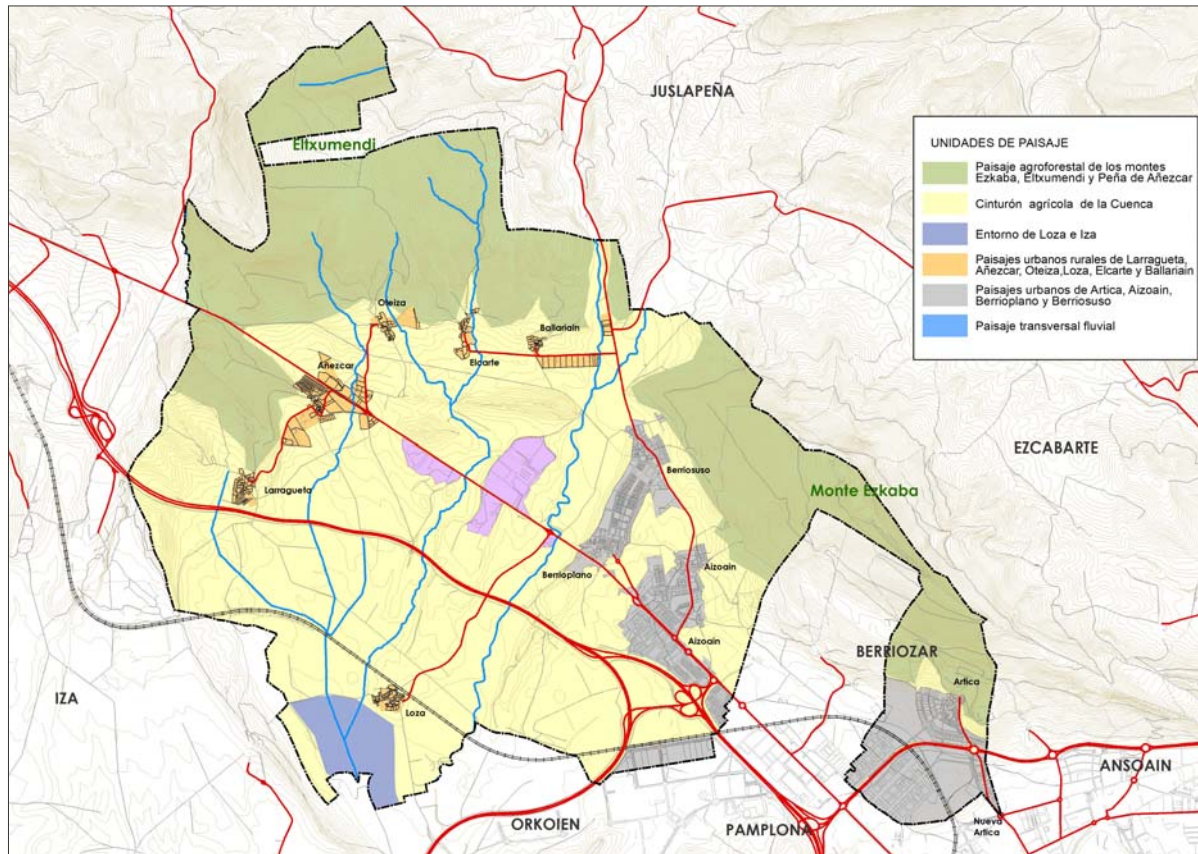 JUSLAPEÑA
Eltxumendi
UNIDADES DE PAISAJE
Paisaje agroforestal de los montes
Ezkaba, Eltxumendi y Peña de Añezcar
Cinturón agrícola de la Cuenca
Entorno de Loza e Iza
Paisajes urbanos rurales de Larragueta,
Añezcar, Oteiza,Loza, Elcarte y Ballariain
Paisajes urbanos de Artica, Aizoain,
Berrioplano y Berriosuso
Paisaje transversal fluvial
Oteiza
Ballariain
Elcarte
Añezcar
EZCABARTE
Berriosuso
Larragueta
Monte Ezkaba
Aizoain
Berrioplano
Aizoain
BERRIOZAR
Artica
IZA
Loza
ANSOAIN
ORKOIEN
PAMPLONA
Nueva
Artica